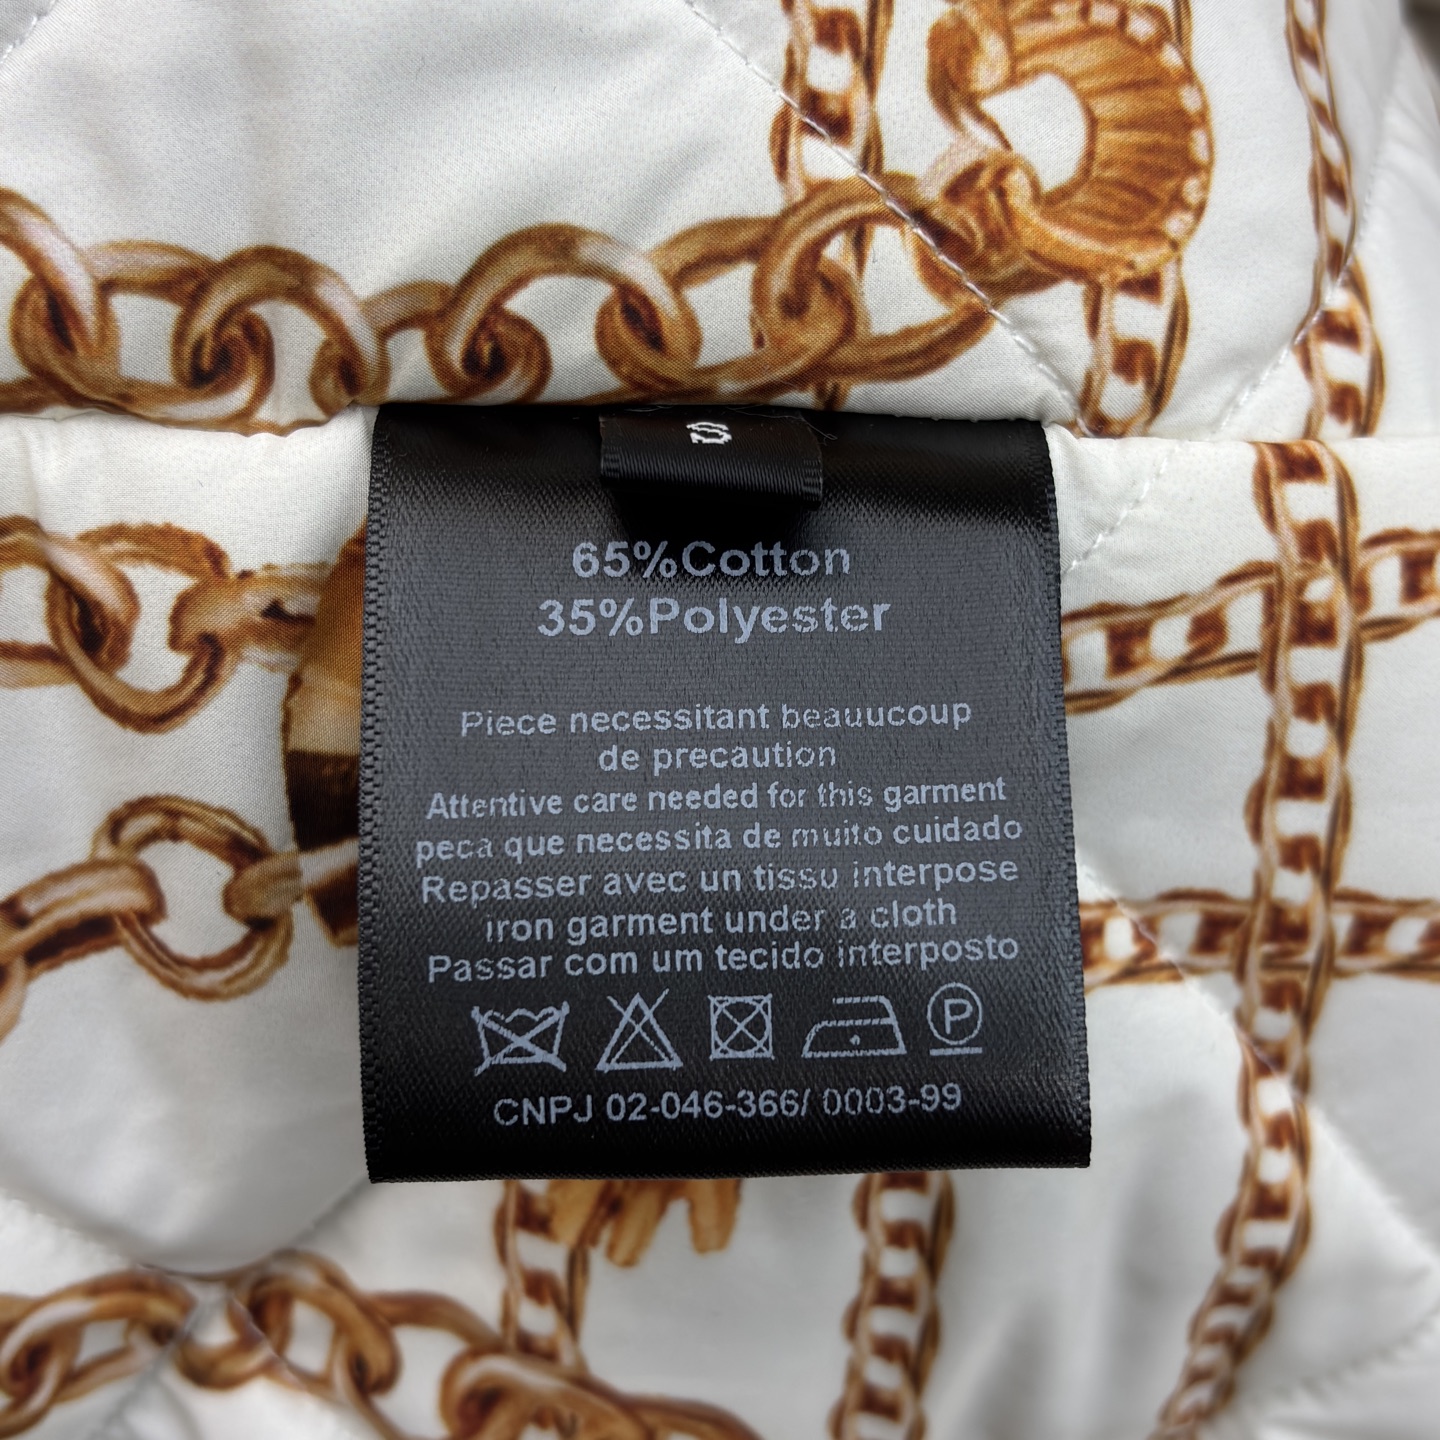 S
65%Cotton
35%Polyester
Piece necessitant beauucoup
de precaution
Attentive care needed for this garment
peca que necessita de muito cuidado
Repasser avec un tissu interpose
iron garment under a cloth
Passar com um tecido interposto
P
CNPJ 02-046-366/ 0003-99